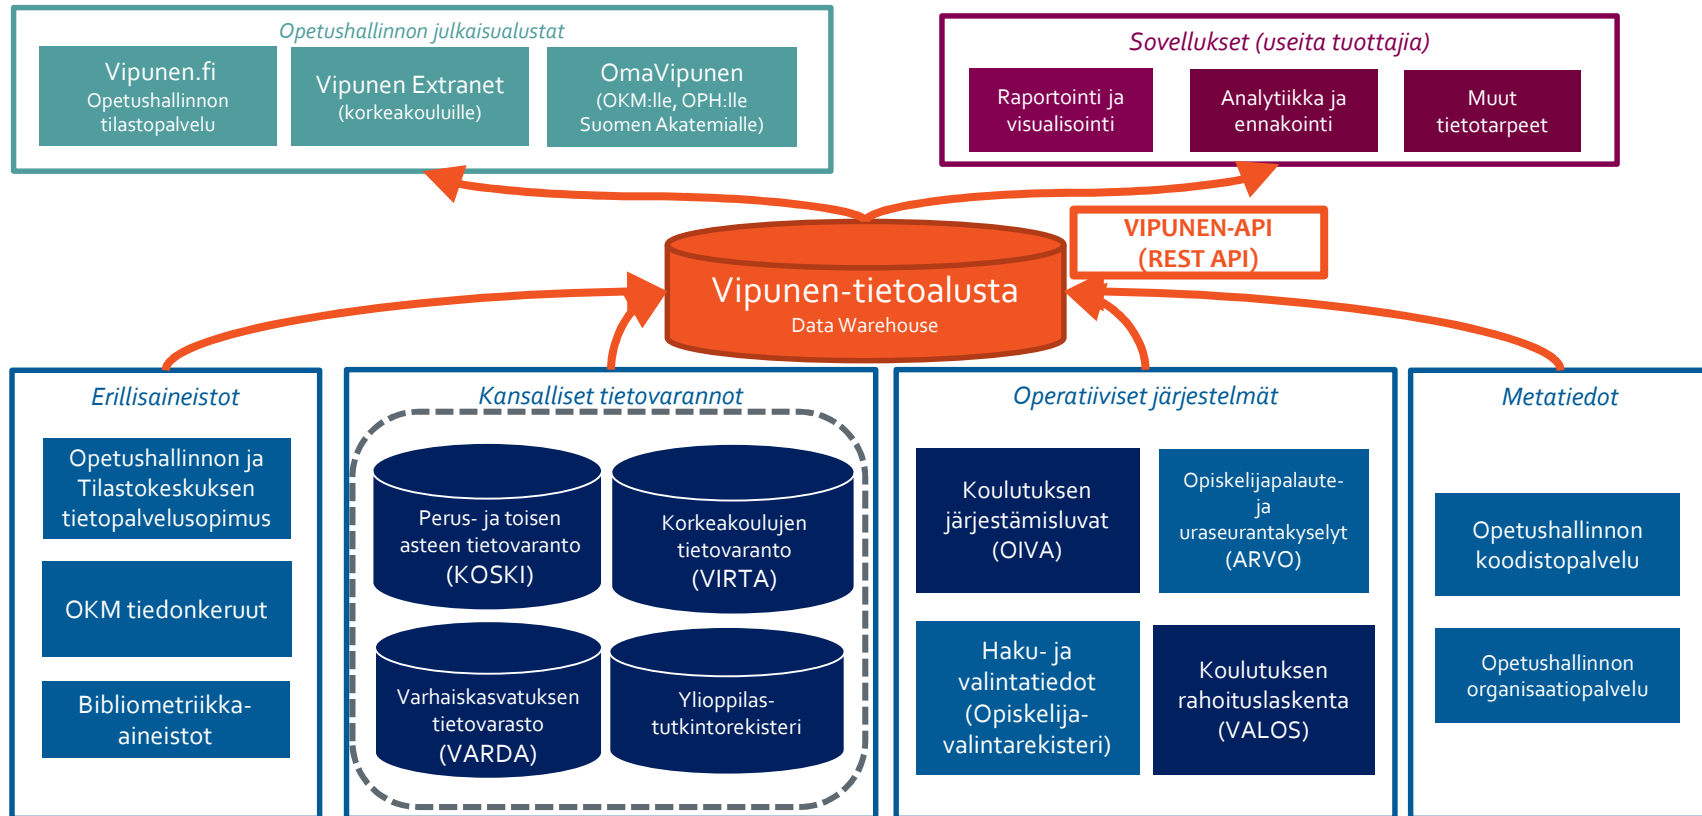 Opetushallinnon julkaisualustat
Vipunen.fi
Opetushallinnon
tilastopalvelu
Vipunen Extranet
(korkeakouluille)
OmaVipunen
(OKM:lle, OPH:lle
Suomen Akatemialle)
Sovellukset (useita tuottajia)
Raportointi ja
visualisointi
Analytiikka ja
ennakointi
Muut
tietotarpeet
VIPUNEN-API
(REST API)
Vipunen-tietoalusta
Data Warehouse
Erillisaineistot
Opetushallinnon ja
Tilastokeskuksen
tietopalvelusopimus
OKM tiedonkeruut
Bibliometriikka-
aineistot
Kansalliset tietovarannot
Perus- ja toisen
asteen tietovaranto
(KOSKI)
Korkeakoulujen
tietovaranto
(VIRTA)
Varhaiskasvatuksen
tietovarasto
(VARDA)
Ylioppilas-
tutkintorekisteri
Operatiiviset järjestelmät
Koulutuksen
järjestämisluvat
(OIVA)
Opiskelijapalaute-
ja
uraseurantakyselyt
(ARVO)
Haku- ja
valintatiedot
(Opiskelija-
valintarekisteri)
Koulutuksen
rahoituslaskenta
(VALOS)
Metatiedot
Opetushallinnon
koodistopalvelu
Opetushallinnon
organisaatiopalvelu